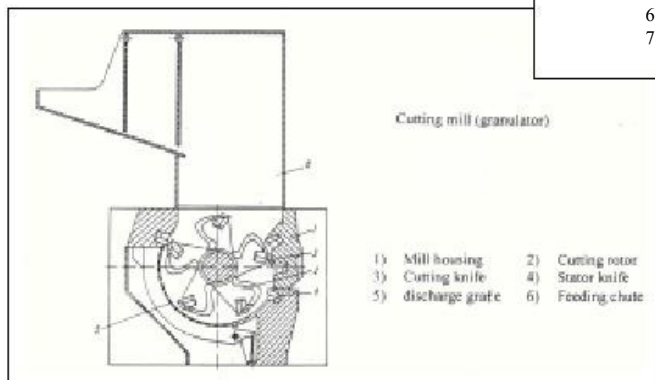 6
7
Cutting mill (granulator)
1) Mill housing 2) Cutting rotor
3) Cutting knife 4) Stator knife
5) discharge grate 6) Feeding chute